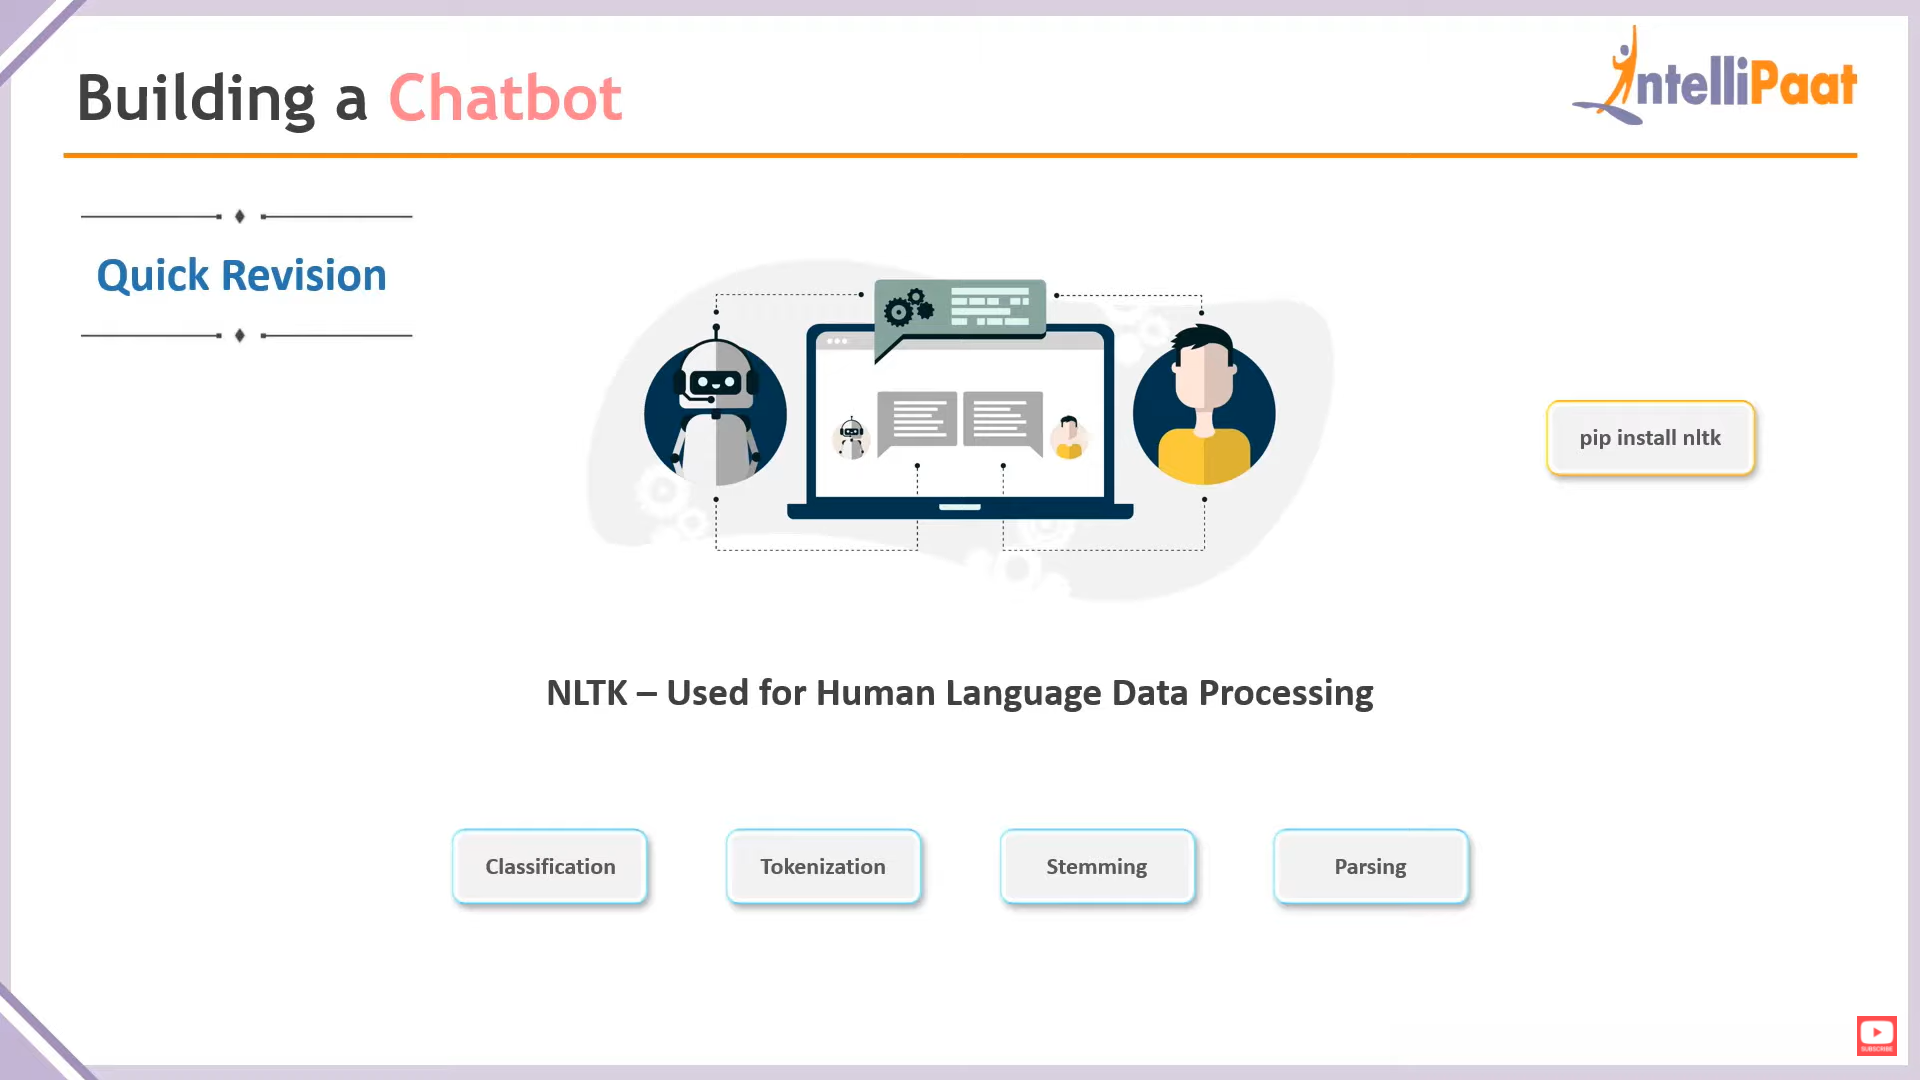 Building a Chatbot
IntelliPaat
Quick Revision
pip install nltk
NLTK – Used for Human Language Data Processing
Classification
Tokenization
Stemming
Parsing
SUBSCRIBE